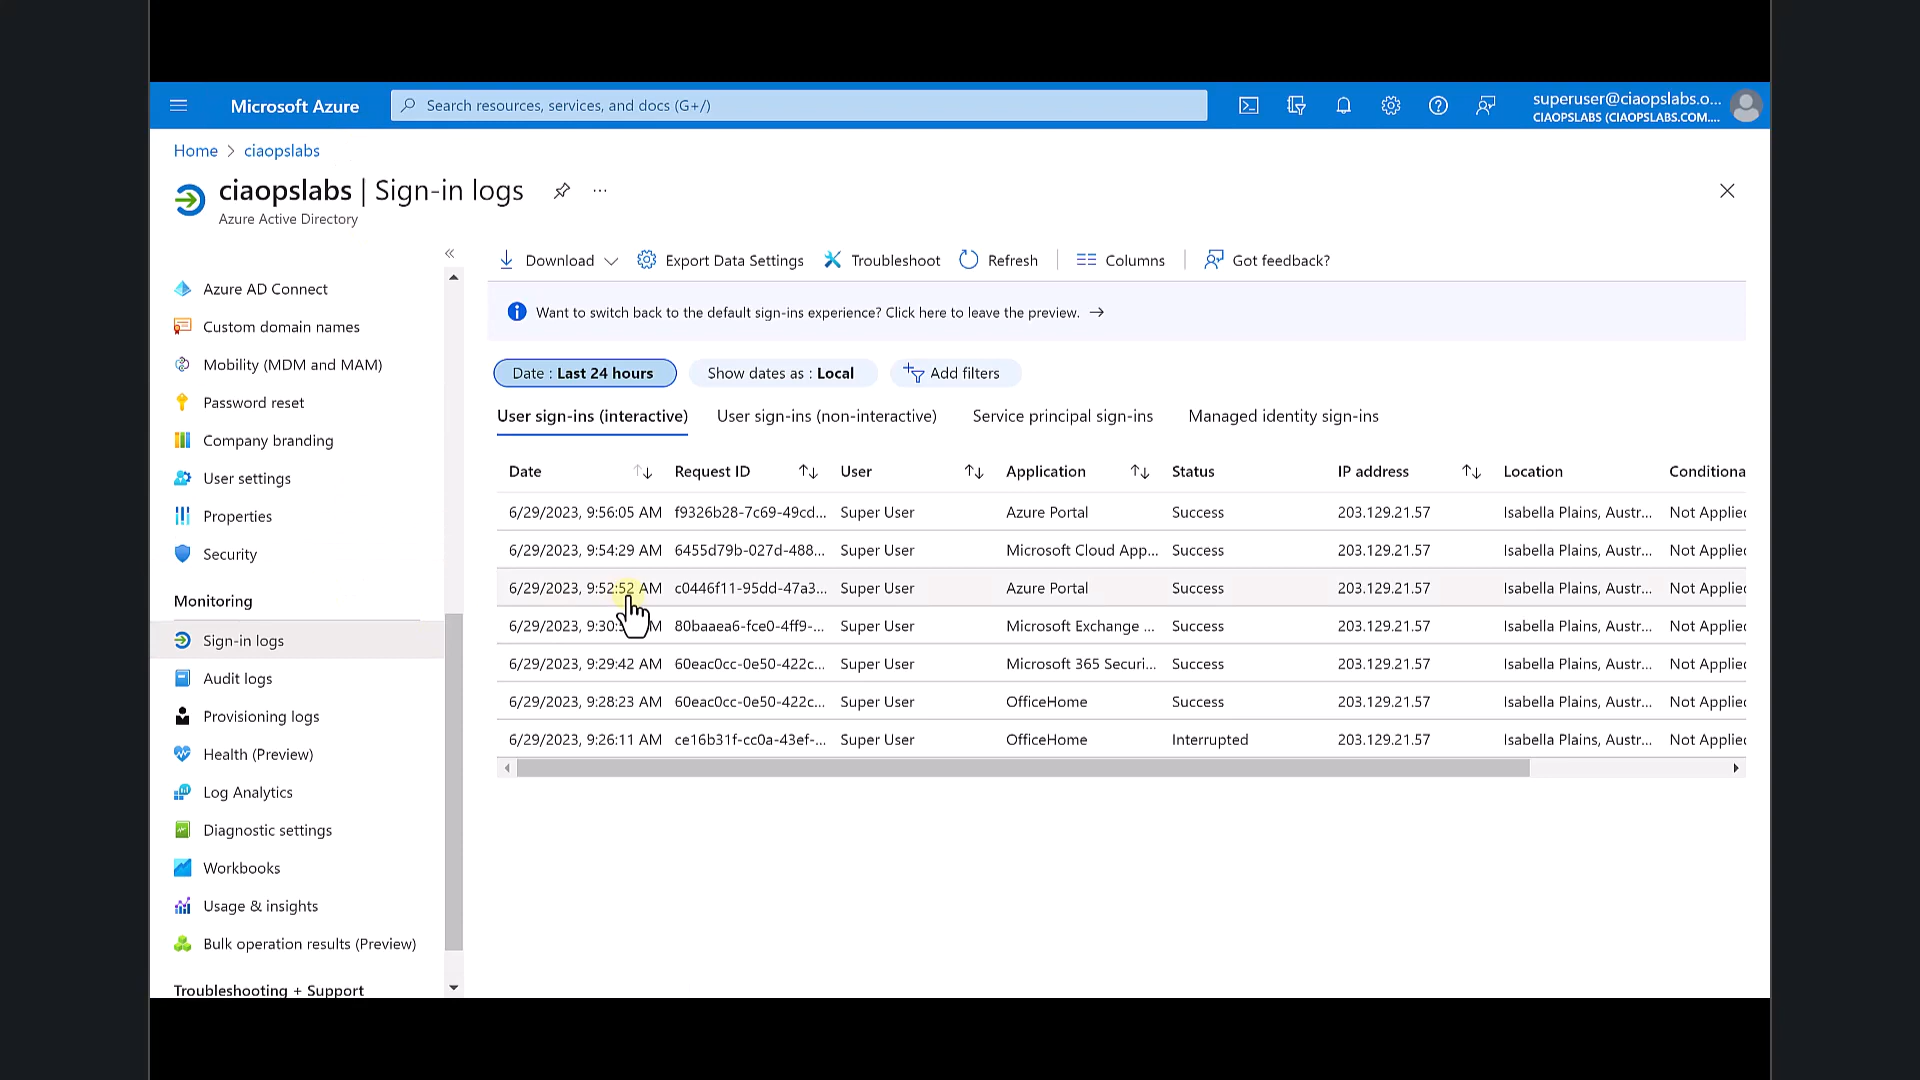 Microsoft Azure
Search resources, services, and docs (G+/)
superuser@ciaopslabs.o...
CIAOPSLABS (CIAOPSLABS.COM....
Home > ciaopslabs
ciaopslabs | Sign-in logs
...
Azure Active Directory
Azure AD Connect
Custom domain names
Mobility (MDM and MAM)
Password reset
Company branding
User settings
Properties
Security
Monitoring
Sign-in logs
Audit logs
Provisioning logs
Health (Preview)
Log Analytics
Diagnostic settings
Workbooks
Usage & insights
Bulk operation results (Preview)
Troubleshooting + Support
Download Export Data Settings Troubleshoot Refresh Columns Got feedback?
Want to switch back to the default sign-ins experience? Click here to leave the preview. →
Date : Last 24 hours Show dates as : Local Add filters
User sign-ins (interactive) User sign-ins (non-interactive) Service principal sign-ins Managed identity sign-ins
Date Request ID User Application Status IP address Location Conditiona
6/29/2023, 9:56:05 AM f9326b28-7c69-49cd... Super User Azure Portal Success 203.129.21.57 Isabella Plains, Austr... Not Applied
6/29/2023, 9:54:29 AM 6455d79b-027d-488... Super User Microsoft Cloud App... Success 203.129.21.57 Isabella Plains, Austr... Not Applied
6/29/2023, 9:52:52 AM c0446f11-95dd-47a3... Super User Azure Portal Success 203.129.21.57 Isabella Plains, Austr... Not Applied
6/29/2023, 80baaea6-fce0-4ff9-... Super User Microsoft Exchange ... Success 203.129.21.57 Isabella Plains, Austr... Not Applied
6/29/2023, 9:29:42 AM 60eac0cc-0e50-422c... Super User Microsoft 365 Securi... Success 203.129.21.57 Isabella Plains, Austr... Not Applied
6/29/2023, 9:28:23 AM 60eac0cc-0e50-422c... Super User OfficeHome Success 203.129.21.57 Isabella Plains, Austr... Not Applied
6/29/2023, 9:26:11 AM ce16b31f-cc0a-43ef-... Super User OfficeHome Interrupted 203.129.21.57 Isabella Plains, Austr... Not Applied